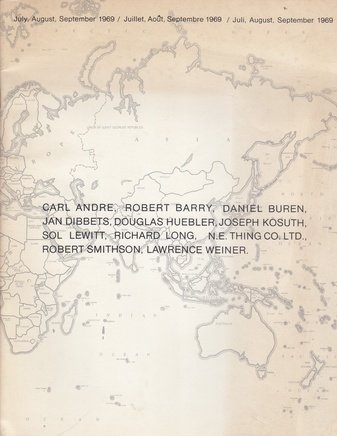 July, August, September 1969 / Juillet, Août, Septembre 1969 / Juli, August, September 1969
CARL ANDRE, ROBERT BARRY, DANIEL BUREN,
JAN DIBBETS, DOUGLAS HUEBLER, JOSEPH KOSUTH,
SOL LEWITT, RICHARD LONG, N.E. THING CO. LTD.,
ROBERT SMITHSON, LAWRENCE WEINER.